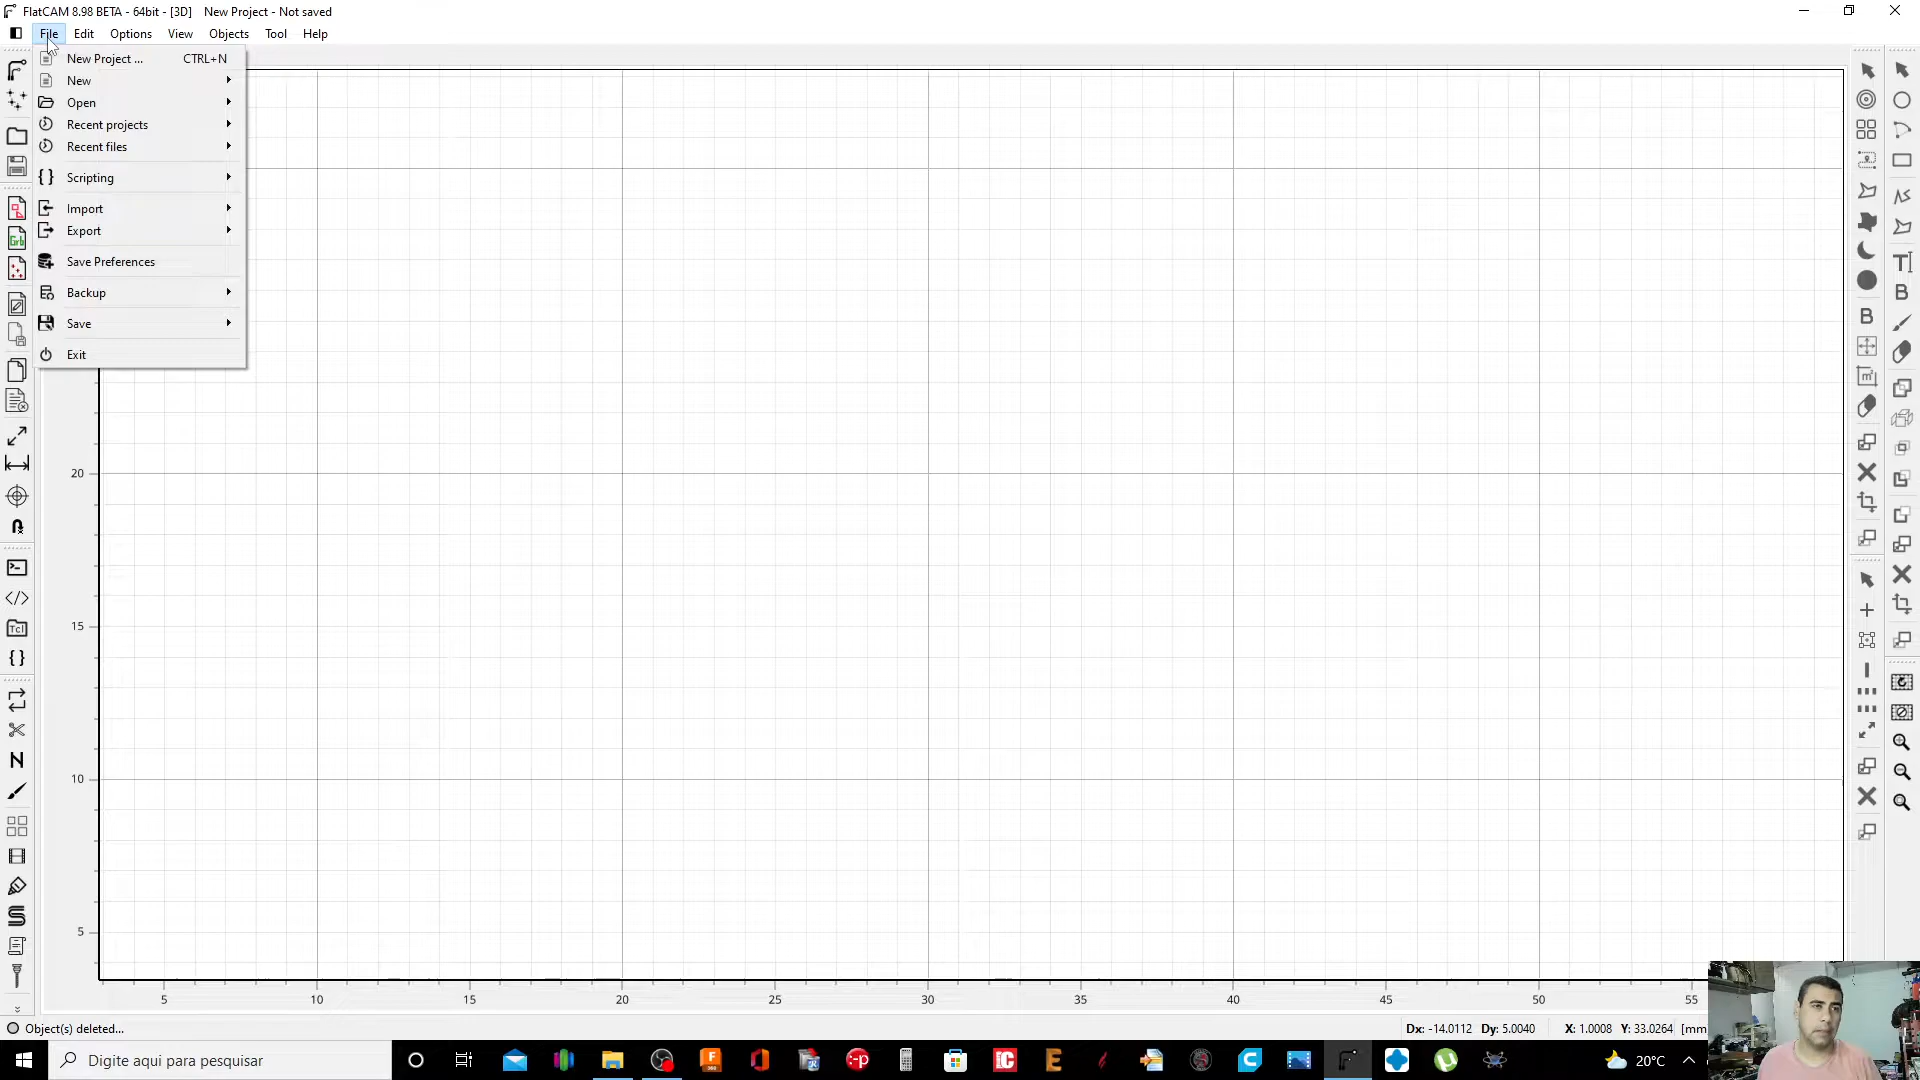 FlatCAM 8.98 BETA - 64bit - [3D]    New Project - Not saved
File Edit Options View Objects Tool Help
New Project ... CTRL+N
New
Open
Recent projects
Recent files
Scripting
Import
Export
Save Preferences
Backup
Save
Exit
Grb
Tcl
N
T
B
B
m²
20
15
10
5
5 10 15 20 25 30 35 40 45 50 55
Object(s) deleted...
Dx: -14.0112 Dy: 5.0040 X: 1.0008 Y: 33.0264 [mm
Digite aqui para pesquisar
20°C